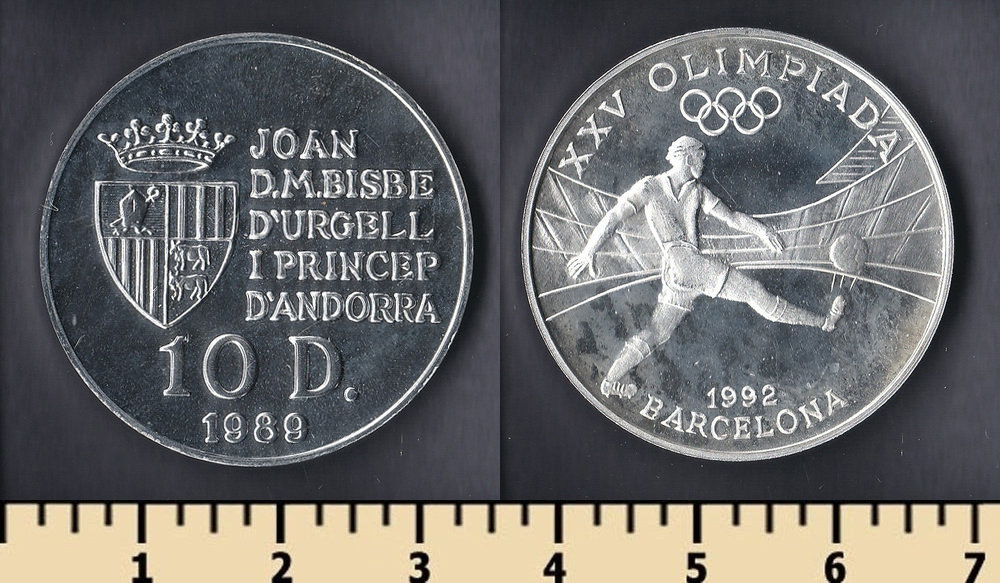 JOAN
D.M.BISBE
D'URGELL
I PRINCEP
D'ANDORRA
10 D.
1989
XXV OLIMPIADA
1992
BARCELONA
1 2 3 4 5 6 7